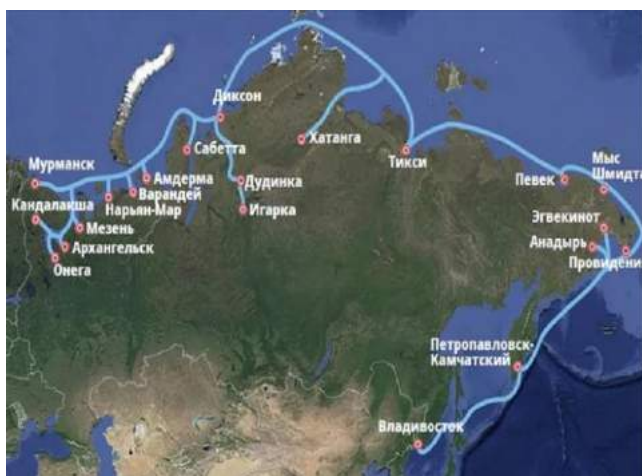 Диксон
Хатанга
Сабетта
Тикси
Мурманск
Амдерма
Дудинка
Мыс
Шмидта
Певек
Варандей
Кандалакша
Нарьян-Мар
Игарка
Эгвекинот
Мезень
Анадырь
Архангельск
Провидения
Онега
Петропавловск-
Камчатский
Владивосток